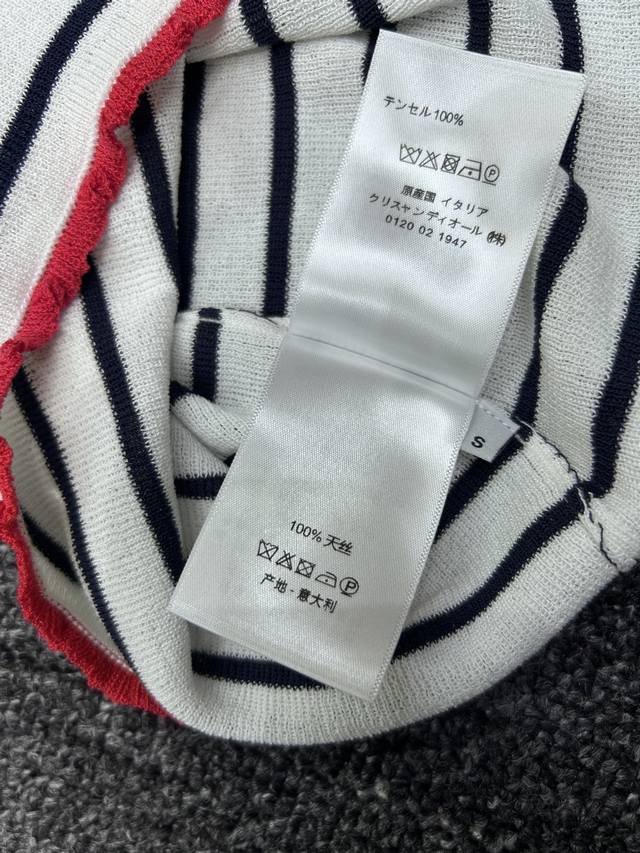 テンセル100%
原産国 イタリア
クリスャンディオール(株)
0120 02 1947
S
100%天丝
P
产地-意大利